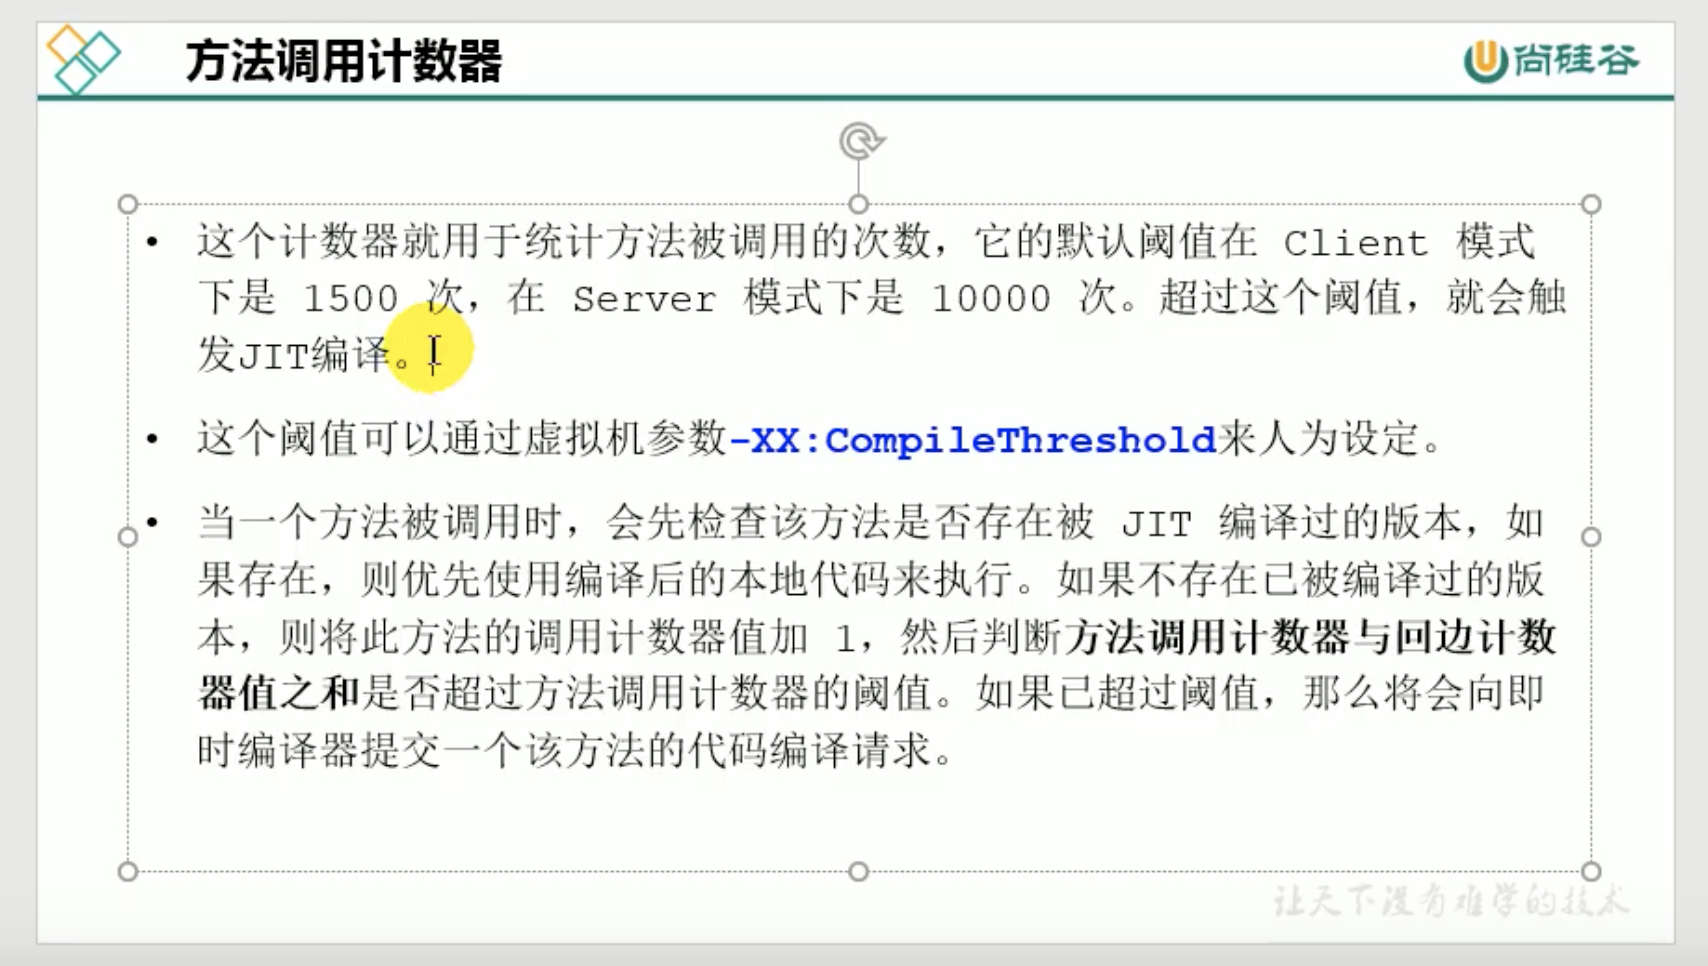 方法调用计数器
尚硅谷
• 这个计数器就用于统计方法被调用的次数，它的默认阈值在 Client 模式
下是 1500 次，在 Server 模式下是 10000 次。超过这个阈值，就会触
发JIT编译。
• 这个阈值可以通过虚拟机参数-XX:CompileThreshold来人为设定。
• 当一个方法被调用时，会先检查该方法是否存在被 JIT 编译过的版本，如
果存在，则优先使用编译后的本地代码来执行。如果不存在已被编译过的版
本，则将此方法的调用计数器值加 1，然后判断方法调用计数器与回边计数
器值之和是否超过方法调用计数器的阈值。如果已超过阈值，那么将会向即
时编译器提交一个该方法的代码编译请求。
让天下没有难学的技术